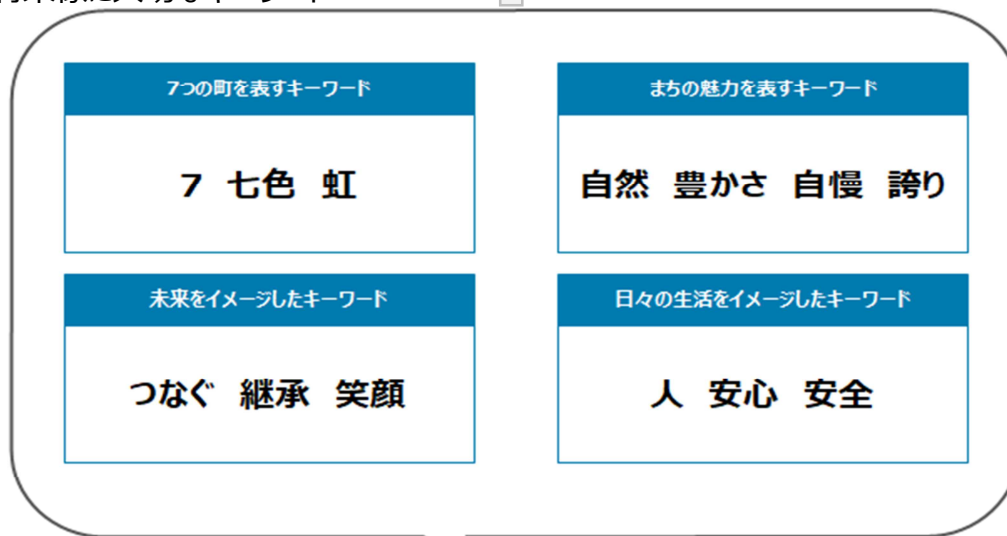 7つの町を表すキーワード
7 七色 虹
まちの魅力を表すキーワード
自然 豊かさ 自慢 誇り
未来をイメージしたキーワード
つなぐ 継承 笑顔
日々の生活をイメージしたキーワード
人 安心 安全